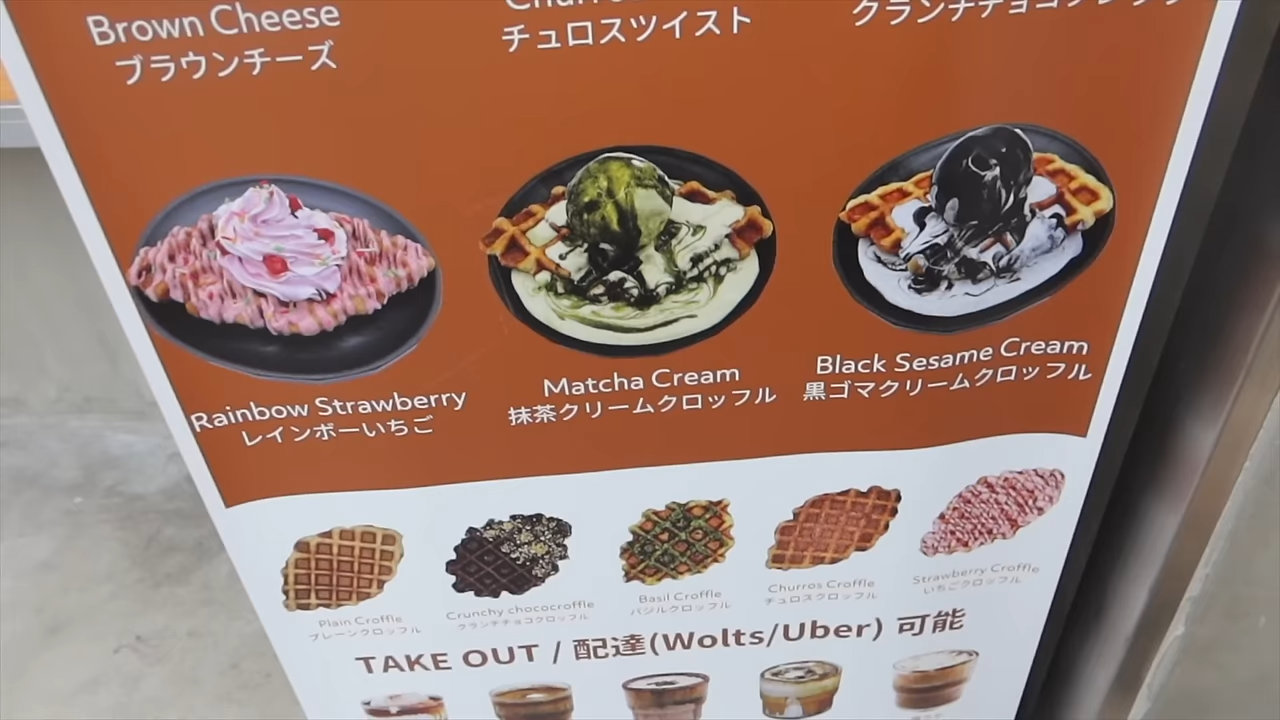 Brown Cheese
ブラウンチーズ
チュロスツイスト
Rainbow Strawberry
レインボーいちご
Matcha Cream
抹茶クリームクロッフル
Black Sesame Cream
黒ゴマクリームクロッフル
Plain Croffle
プレーンクロッフル
Crunchy chococroffle
クランチチョコクロッフル
Basil Croffle
バジルクロッフル
Churros Croffle
チュロスクロッフル
Strawberry Croffle
いちごクロッフル
TAKE OUT / 配達(Wolts/Uber) 可能